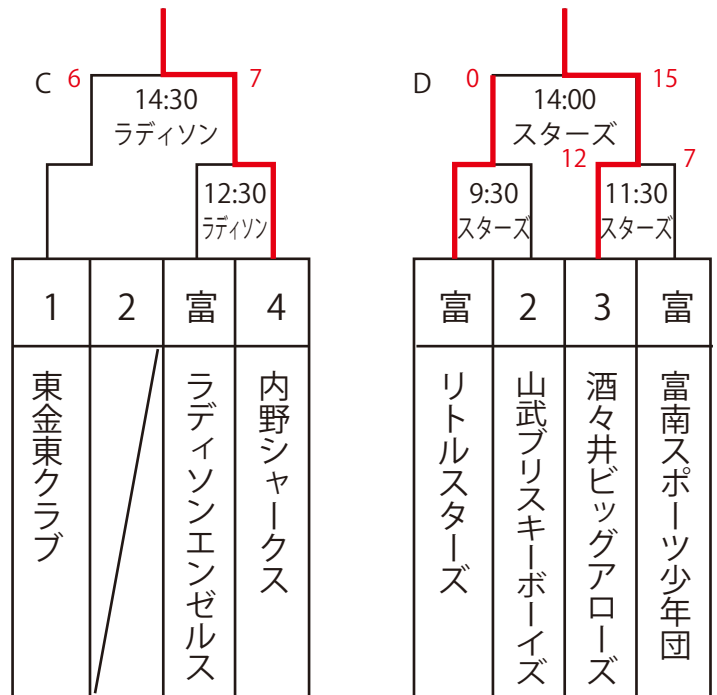 C 6 7
14:30
ラディソン
12:30
ラディソン
1 2 富 4
東金東クラブ
ラディソンエンゼルス
内野シャークス
D 0 15
14:00
スターズ
12 7
9:30
スターズ
11:30
スターズ
富 2 3 富
リトルスターズ
山武ブリスキーボーイズ
酒々井ビッグアローズ
富南スポーツ少年団